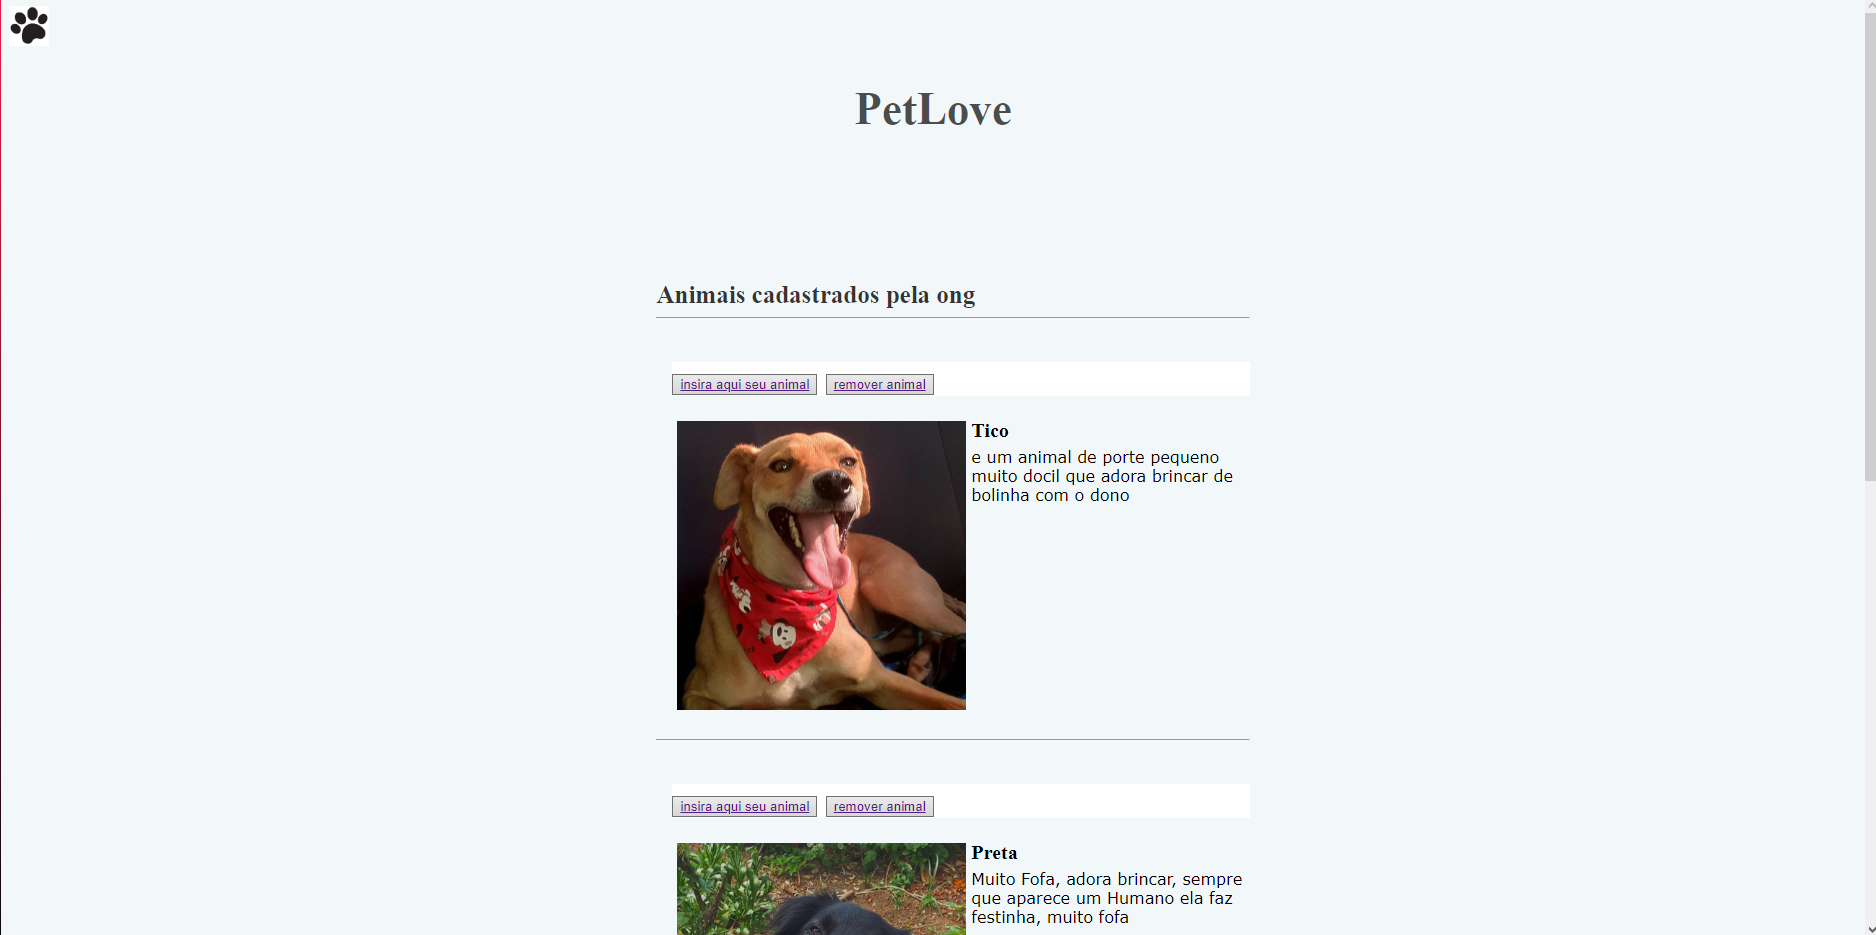 PetLove
Animais cadastrados pela ong
insira aqui seu animal remover animal
Tico
e um animal de porte pequeno
muito docil que adora brincar de
bolinha com o dono
insira aqui seu animal remover animal
Preta
Muito Fofa, adora brincar, sempre
que aparece um Humano ela faz
festinha, muito fofa